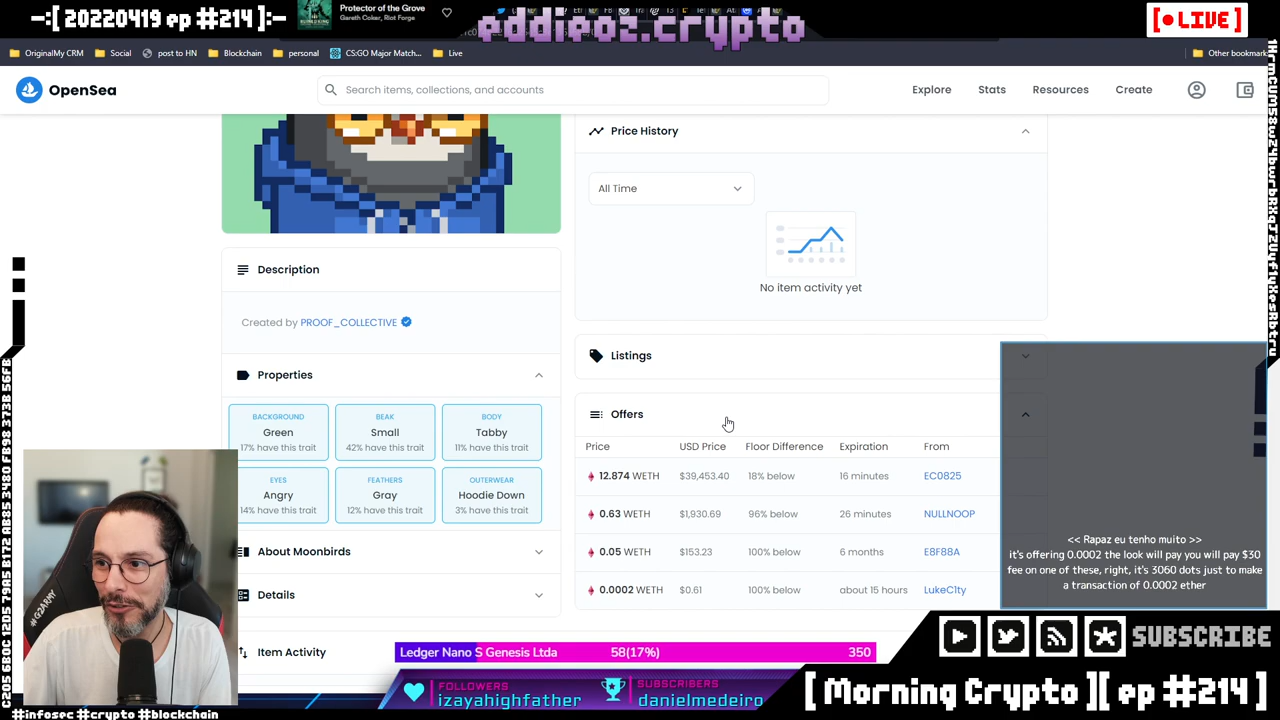 -:[ 20220419 ep #214 ]:-
Protector of the Grove
Gareth Coker, Riot Forge
eddieoz.crypto
[● LIVE ]
OriginalMy CRM
Social
post to HN
Blockchain
personal
CS:GO Major Match...
Live
Other bookmark
OpenSea
Search items, collections, and accounts
Explore
Stats
Resources
Create
Price History
All Time
No item activity yet
Description
Created by PROOF_COLLECTIVE
Properties
BACKGROUND
Green
17% have this trait
BEAK
Small
42% have this trait
BODY
Tabby
11% have this trait
EYES
Angry
14% have this trait
FEATHERS
Gray
12% have this trait
OUTERWEAR
Hoodie Down
3% have this trait
About Moonbirds
Details
Item Activity
Listings
Offers
Price USD Price Floor Difference Expiration From
12.874 WETH $39,453.40 18% below 16 minutes EC0825
0.63 WETH $1,930.69 96% below 26 minutes NULLNOOP
0.05 WETH $153.23 100% below 6 months E8F88A
0.0002 WETH $0.61 100% below about 15 hours LukeC1ty
<< Rapaz eu tenho muito >>
it's offering 0.0002 the look will pay you will pay $30
fee on one of these, right, it's 3060 dots just to make
a transaction of 0.0002 ether
Ledger Nano S Genesis Ltda 58(17%) 350
FOLLOWERS
izayahighfather
SUBSCRIBERS
danielmedeiro
SUBSCRIBE
[ Morning Crypto ][ ep #214 ]
#infosec #crypto #blockchain